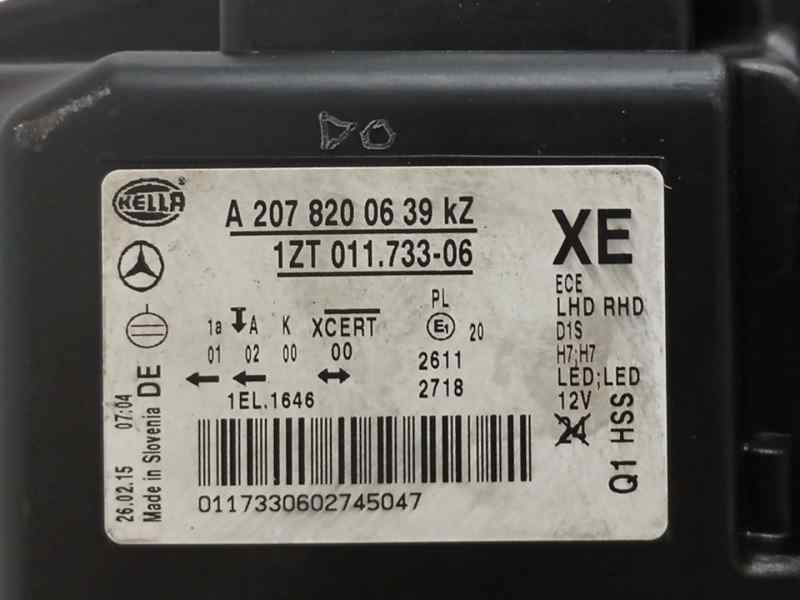 DO
HELLA
A 207 820 06 39 kZ
1ZT 011.733-06
XE
ECE
LHD RHD
D1S
H7;H7
LED;LED
12V
24
Q1 HSS
PL
1a A K XCERT E1 20
01 02 00 00 2611
2718
1EL.1646
0117330602745047
26.02.15 07:04
Made in Slovenia DE